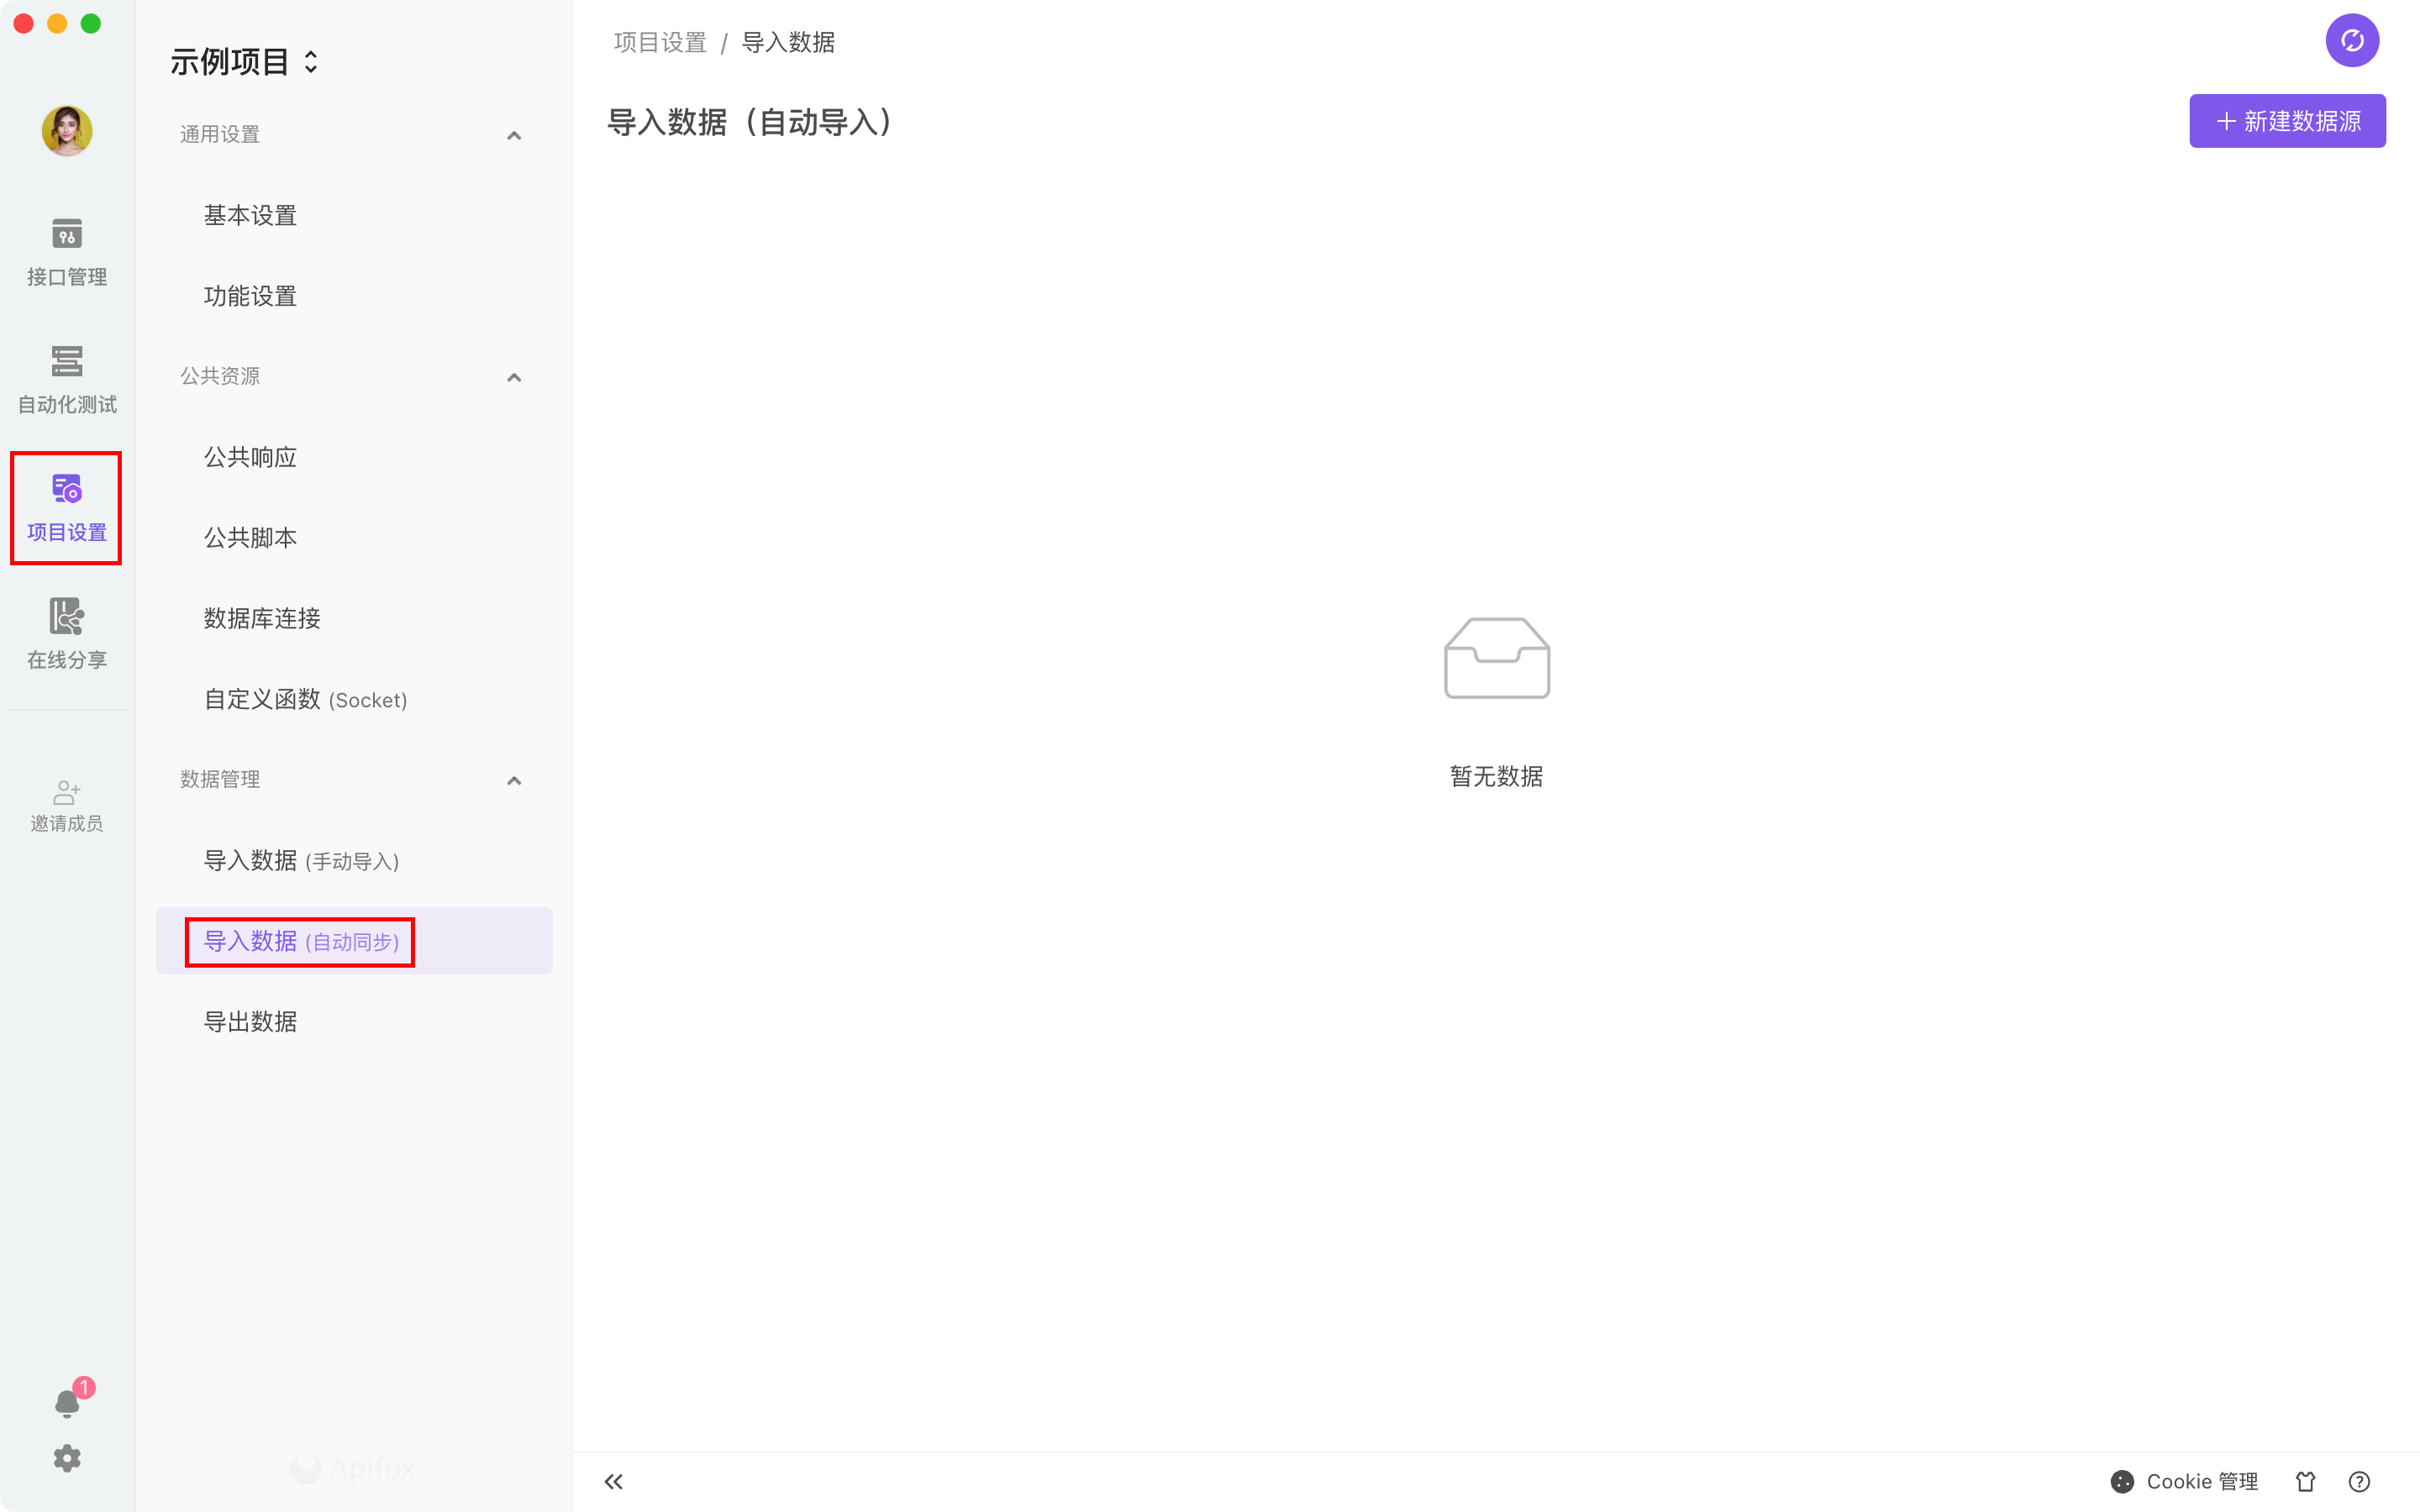 接口管理
自动化测试
项目设置
在线分享
邀请成员
1
示例项目
通用设置
基本设置
功能设置
公共资源
公共响应
公共脚本
数据库连接
自定义函数 (Socket)
数据管理
导入数据 (手动导入)
导入数据 (自动同步)
导出数据
Apifox
项目设置 / 导入数据
导入数据（自动导入）
新建数据源
暂无数据
Cookie 管理